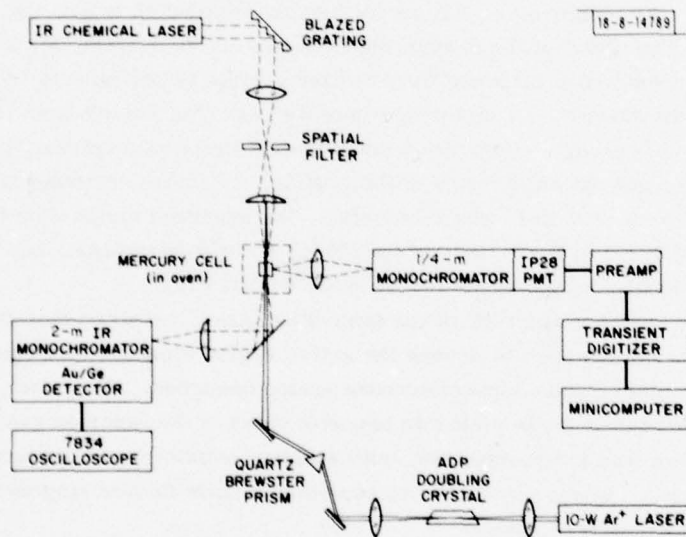 18-8-14789
IR CHEMICAL LASER
BLAZED
GRATING
SPATIAL
FILTER
MERCURY CELL
(in oven)
1/4-m
MONOCHROMATOR
IP28
PMT
PREAMP
TRANSIENT
DIGITIZER
MINICOMPUTER
2-m IR
MONOCHROMATOR
Au/Ge
DETECTOR
7834
OSCILLOSCOPE
QUARTZ
BREWSTER
PRISM
ADP
DOUBLING
CRYSTAL
10-W Ar+ LASER